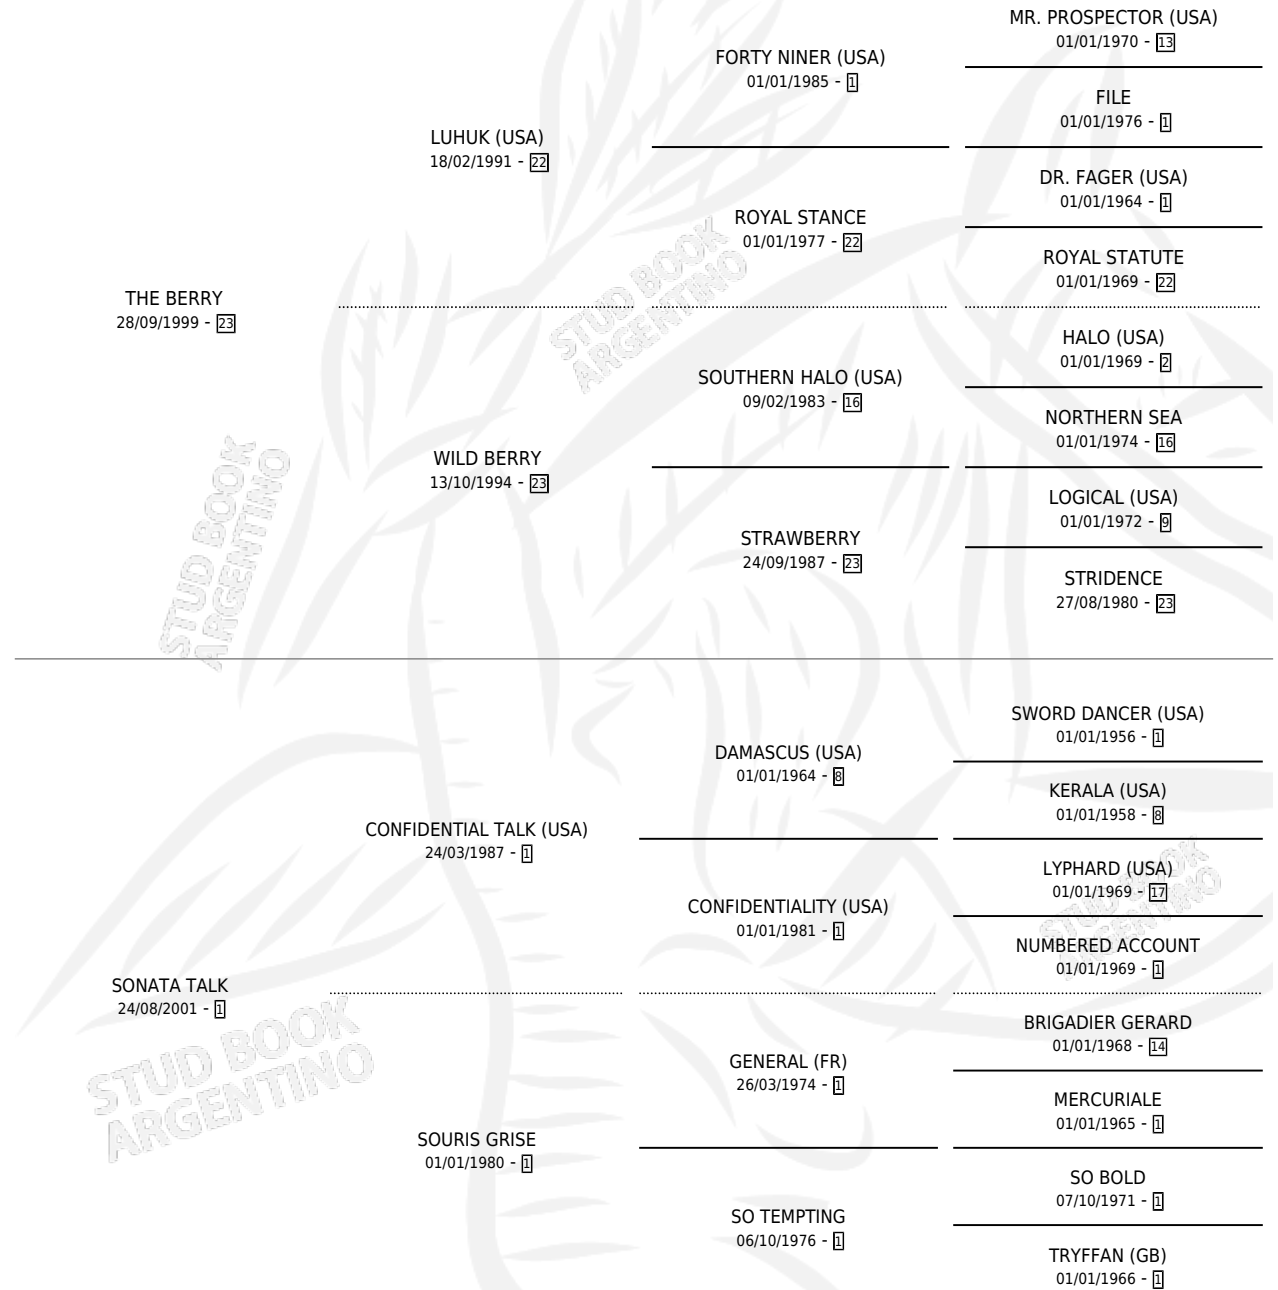 MR. PROSPECTOR (USA)
01/01/1970 - 13
FORTY NINER (USA)
01/01/1985 - 1
FILE
01/01/1976 - 1
LUHUK (USA)
18/02/1991 - 22
DR. FAGER (USA)
01/01/1964 - 1
ROYAL STANCE
01/01/1977 - 22
ROYAL STATUTE
01/01/1969 - 22
THE BERRY
28/09/1999 - 23
HALO (USA)
01/01/1969 - 2
SOUTHERN HALO (USA)
09/02/1983 - 16
NORTHERN SEA
01/01/1974 - 16
WILD BERRY
13/10/1994 - 23
LOGICAL (USA)
01/01/1972 - 9
STRAWBERRY
24/09/1987 - 23
STRIDENCE
27/08/1980 - 23
STUD BOOK
ARGENTINO
STUD BOOK
ARGENTINO
SWORD DANCER (USA)
01/01/1956 - 1
DAMASCUS (USA)
01/01/1964 - 8
KERALA (USA)
01/01/1958 - 8
CONFIDENTIAL TALK (USA)
24/03/1987 - 1
LYPHARD (USA)
01/01/1969 - 17
CONFIDENTIALITY (USA)
01/01/1981 - 1
NUMBERED ACCOUNT
01/01/1969 - 1
SONATA TALK
24/08/2001 - 1
BRIGADIER GERARD
01/01/1968 - 14
GENERAL (FR)
26/03/1974 - 1
MERCURIALE
01/01/1965 - 1
SOURIS GRISE
01/01/1980 - 1
SO BOLD
07/10/1971 - 1
SO TEMPTING
06/10/1976 - 1
TRYFFAN (GB)
01/01/1966 - 1
STUD BOOK
ARGENTINO
STUD BOOK
ARGENTINO